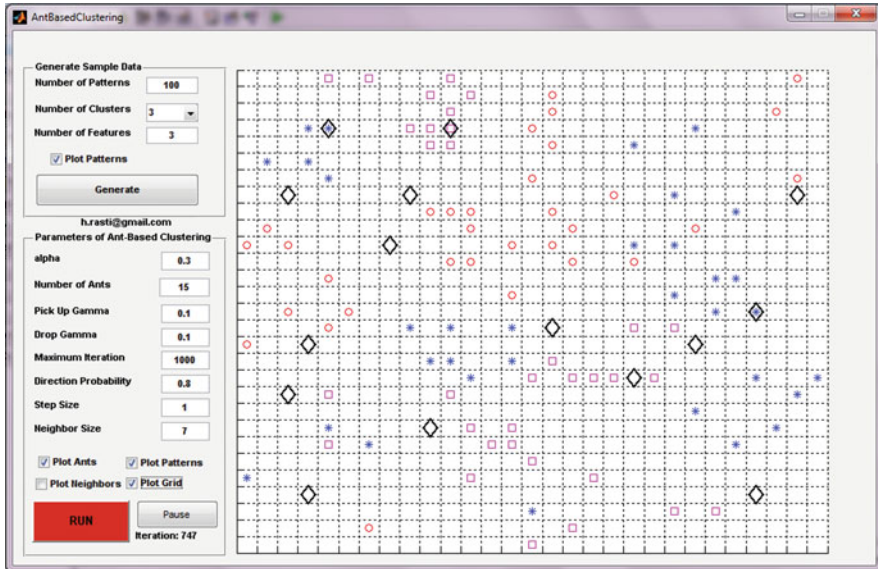 AntBasedClustering
Generate Sample Data
Number of Patterns 100
Number of Clusters 3
Number of Features 3
Plot Patterns
Generate
h.rasti@gmail.com
Parameters of Ant-Based Clustering
alpha 0.3
Number of Ants 15
Pick Up Gamma 0.1
Drop Gamma 0.1
Maximum Iteration 1000
Direction Probability 0.8
Step Size 1
Neighbor Size 7
Plot Ants Plot Patterns
Plot Neighbors Plot Grid
RUN Pause
Iteration: 747